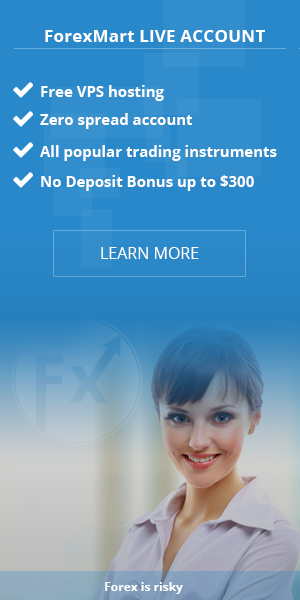 ForexMart LIVE ACCOUNT
Free VPS hosting
Zero spread account
All popular trading instruments
No Deposit Bonus up to $300
LEARN MORE
Fx
Forex is risky